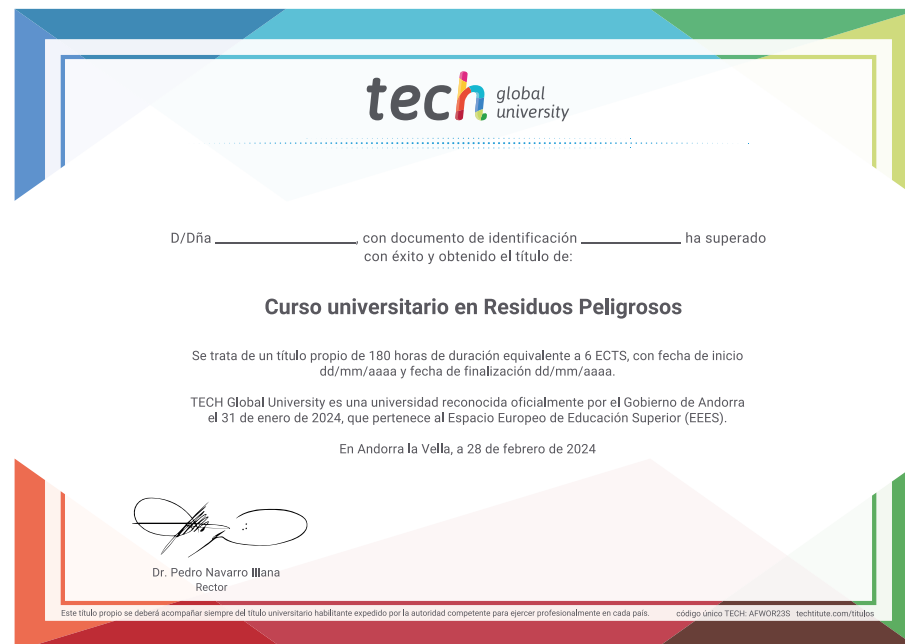 tech global
university
D/Dña ______________, con documento de identificación __________ ha superado
con éxito y obtenido el título de:
Curso universitario en Residuos Peligrosos
Se trata de un título propio de 180 horas de duración equivalente a 6 ECTS, con fecha de inicio
dd/mm/aaaa y fecha de finalización dd/mm/aaaa.
TECH Global University es una universidad reconocida oficialmente por el Gobierno de Andorra
el 31 de enero de 2024, que pertenece al Espacio Europeo de Educación Superior (EEES).
En Andorra la Vella, a 28 de febrero de 2024
Dr. Pedro Navarro Illana
Rector
Este título propio se deberá acompañar siempre del título universitario habilitante expedido por la autoridad competente para ejercer profesionalmente en cada país. código único TECH: AFWOR23S techtitute.com/titulos